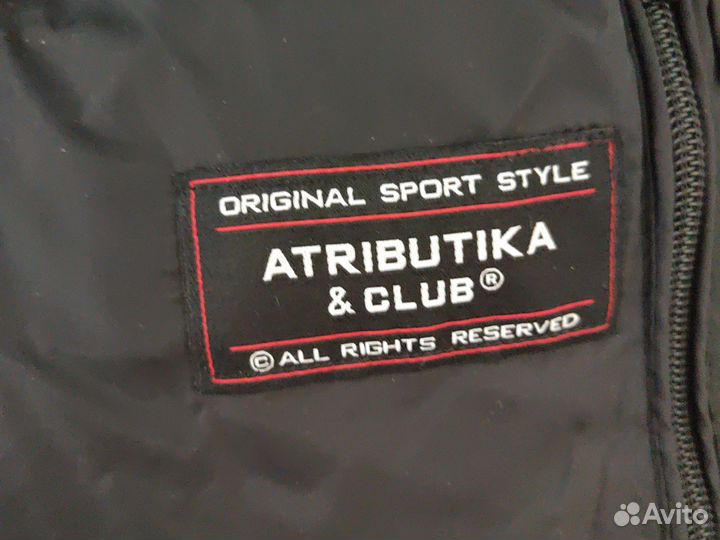 ORIGINAL SPORT STYLE
ATRIBUTIKA
& CLUB®
© ALL RIGHTS RESERVED
Avito